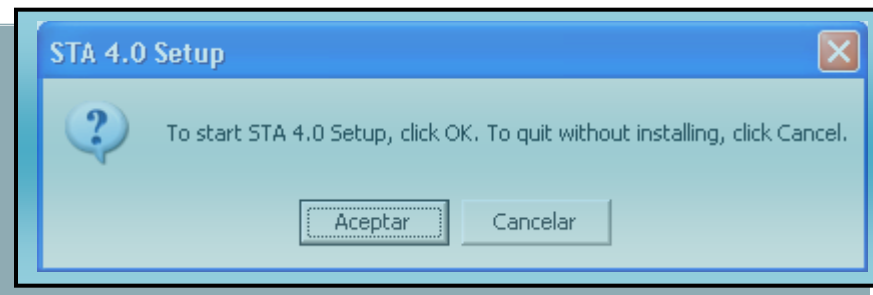 STA 4.0 Setup
To start STA 4.0 Setup, click OK. To quit without installing, click Cancel.
Aceptar Cancelar